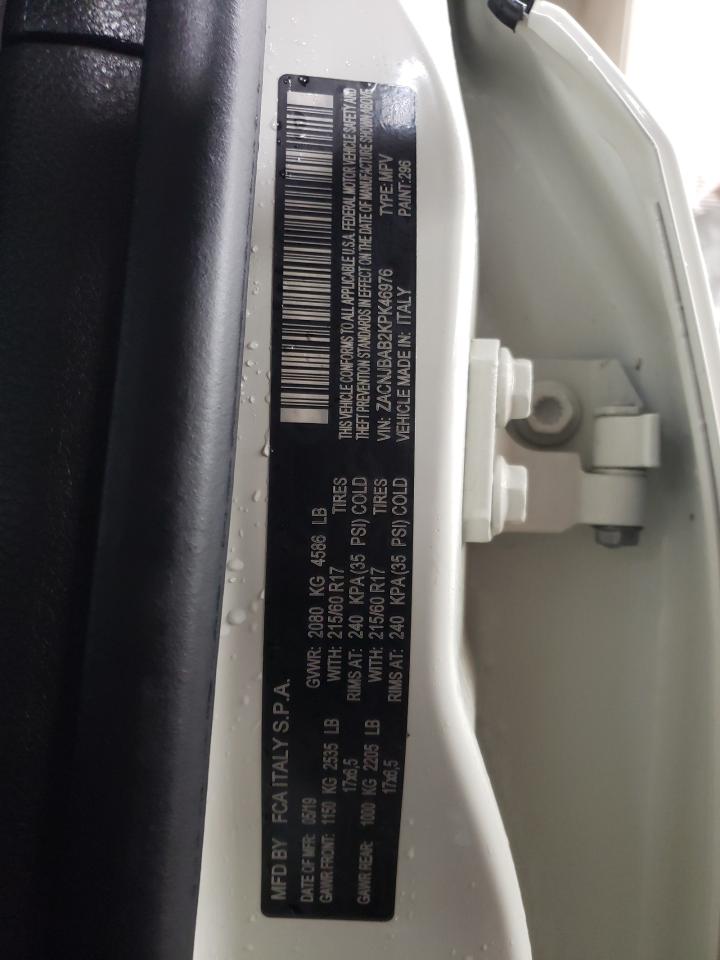 MFD BY FCA ITALY S.P.A.
DATE OF MFR: 05/19 GVWR: 2080 KG 4586 LB
GAWR FRONT: 1150 KG 2535 LB WITH: 215/60 R17 TIRES
17x6,5 RIMS AT: 240 KPA(35 PSI) COLD
GAWR REAR: 1000 KG 2205 LB WITH: 215/60 R17 TIRES
17x6,5 RIMS AT: 240 KPA(35 PSI) COLD
THIS VEHICLE CONFORMS TO ALL APPLICABLE U.S.A. FEDERAL MOTOR VEHICLE SAFETY AND
THEFT PREVENTION STANDARDS IN EFFECT ON THE DATE OF MANUFACTURE SHOWN ABOVE
VIN: ZACNJBAB2KPK46976 TYPE: MPV
VEHICLE MADE IN: ITALY PAINT:296